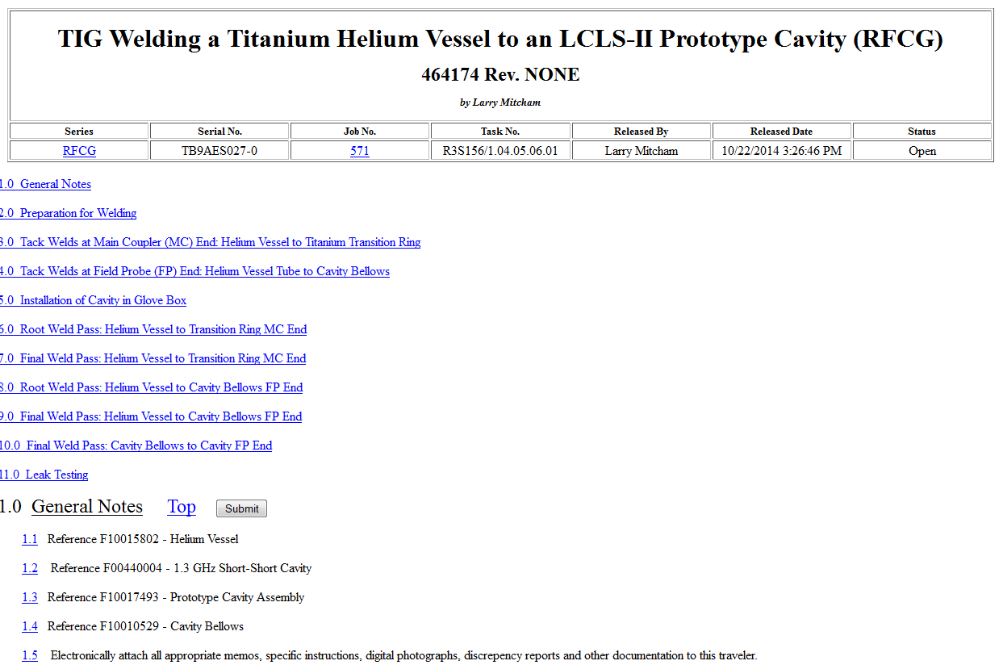 TIG Welding a Titanium Helium Vessel to an LCLS-II Prototype Cavity (RFCG)
464174 Rev. NONE
by Larry Mitcham
Series Serial No. Job No. Task No. Released By Released Date Status
RFCG TB9AES027-0 571 R3S156/1.04.05.06.01 Larry Mitcham 10/22/2014 3:26:46 PM Open
1.0 General Notes
2.0 Preparation for Welding
3.0 Tack Welds at Main Coupler (MC) End: Helium Vessel to Titanium Transition Ring
4.0 Tack Welds at Field Probe (FP) End: Helium Vessel Tube to Cavity Bellows
5.0 Installation of Cavity in Glove Box
6.0 Root Weld Pass: Helium Vessel to Transition Ring MC End
7.0 Final Weld Pass: Helium Vessel to Transition Ring MC End
8.0 Root Weld Pass: Helium Vessel to Cavity Bellows FP End
9.0 Final Weld Pass: Helium Vessel to Cavity Bellows FP End
10.0 Final Weld Pass: Cavity Bellows to Cavity FP End
11.0 Leak Testing
1.0 General Notes Top Submit
1.1 Reference F10015802 - Helium Vessel
1.2 Reference F00440004 - 1.3 GHz Short-Short Cavity
1.3 Reference F10017493 - Prototype Cavity Assembly
1.4 Reference F10010529 - Cavity Bellows
1.5 Electronically attach all appropriate memos, specific instructions, digital photographs, discrepency reports and other documentation to this traveler.